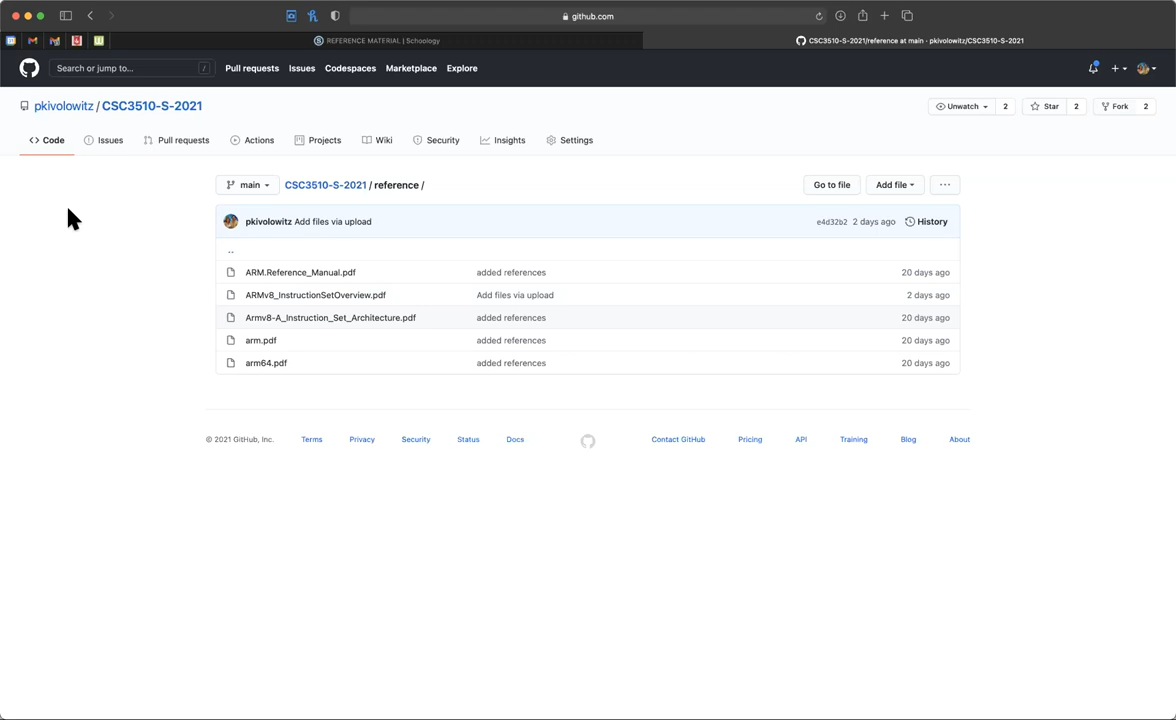 github.com
REFERENCE MATERIAL | Schoology
CSC3510-S-2021/reference at main · pkivolowitz/CSC3510-S-2021
Search or jump to... /
Pull requests Issues Codespaces Marketplace Explore
pkivolowitz / CSC3510-S-2021
Unwatch 2 Star 2 Fork 2
Code Issues Pull requests Actions Projects Wiki Security Insights Settings
main CSC3510-S-2021 / reference /
Go to file Add file ···
pkivolowitz Add files via upload e4d32b2 2 days ago History
..
ARM.Reference_Manual.pdf added references 20 days ago
ARMv8_InstructionSetOverview.pdf Add files via upload 2 days ago
Armv8-A_Instruction_Set_Architecture.pdf added references 20 days ago
arm.pdf added references 20 days ago
arm64.pdf added references 20 days ago
© 2021 GitHub, Inc. Terms Privacy Security Status Docs Contact GitHub Pricing API Training Blog About